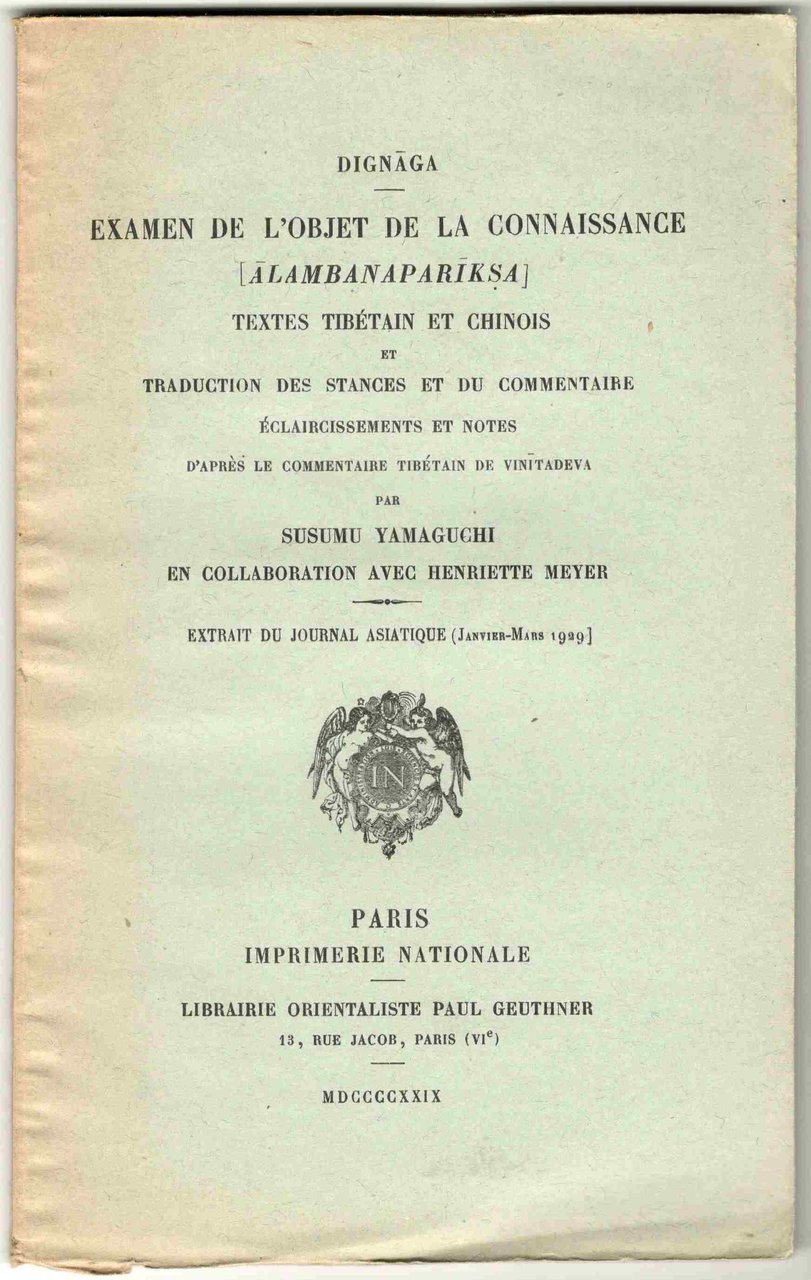 DIGNĀGA
EXAMEN DE L'OBJET DE LA CONNAISSANCE
[ĀLAMBANAPARĪKṢA]
TEXTES TIBÉTAIN ET CHINOIS
ET
TRADUCTION DES STANCES ET DU COMMENTAIRE
ÉCLAIRCISSEMENTS ET NOTES
D'APRÈS LE COMMENTAIRE TIBÉTAIN DE VINĪTADEVA
PAR
SUSUMU YAMAGUCHI
EN COLLABORATION AVEC HENRIETTE MEYER
EXTRAIT DU JOURNAL ASIATIQUE (JANVIER-MARS 1929]
IN
PARIS
IMPRIMERIE NATIONALE
LIBRAIRIE ORIENTALISTE PAUL GEUTHNER
13, RUE JACOB, PARIS (VIe)
MDCCCCXXIX